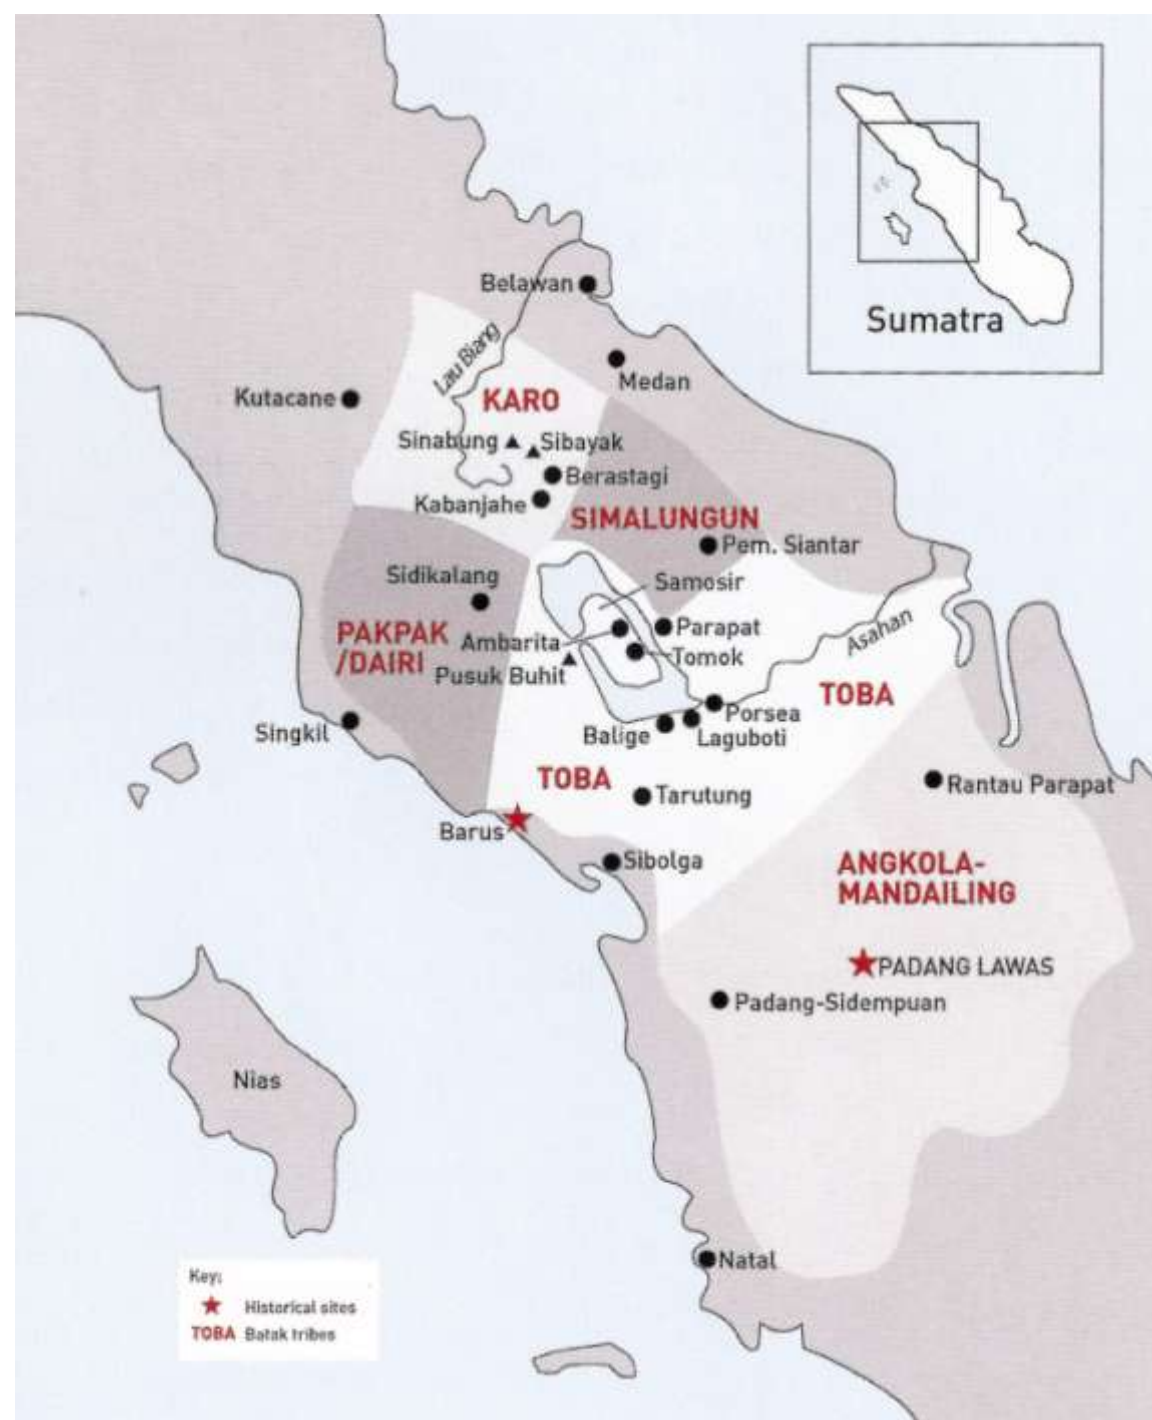 Sumatra
Belawan
Lau Biang
Medan
Kutacane
KARO
Sinabung
Sibayak
Berastagi
Kabanjahe
SIMALUNGUN
Pem. Siantar
Sidikalang
Samosir
PAKPAK
/DAIRI
Ambarita
Parapat
Asahan
Tomok
Pusuk Buhit
TOBA
Singkil
Porsea
Balige
Laguboti
TOBA
Tarutung
Rantau Parapat
Barus
Sibolga
ANGKOLA-
MANDAILING
PADANG LAWAS
Padang-Sidempuan
Nias
Natal
Key:
Historical sites
TOBA Batak tribes